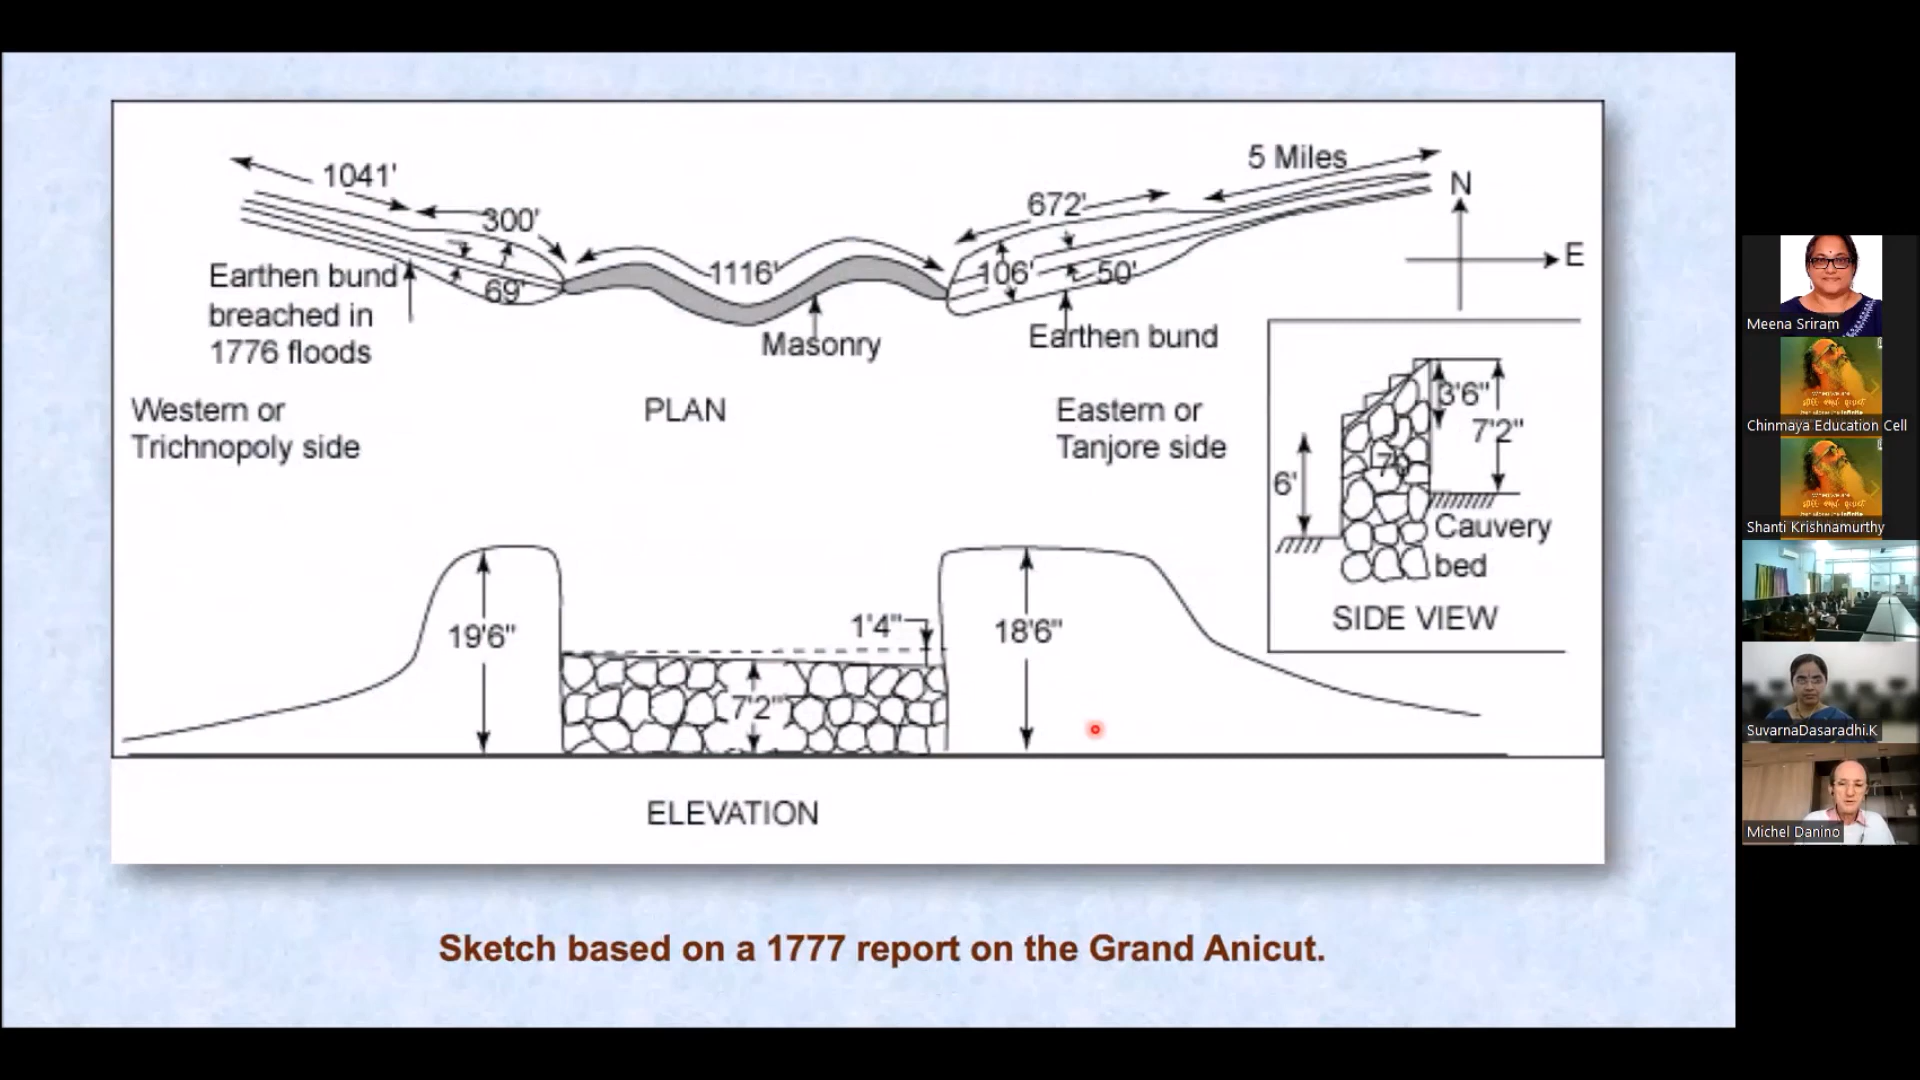 1041'
300'
69'
Earthen bund
breached in
1776 floods
1116'
Masonry
672'
5 Miles
106'
50'
Earthen bund
N
E
Western or
Trichnopoly side
PLAN
Eastern or
Tanjore side
3'6"
7'2"
6'
Cauvery
bed
SIDE VIEW
19'6"
1'4"
18'6"
7'2"
ELEVATION
Sketch based on a 1777 report on the Grand Anicut.
Meena Sriram
Chinmaya Education Cell
Shanti Krishnamurthy
SuvarnaDasaradhi.K
Michel Danino